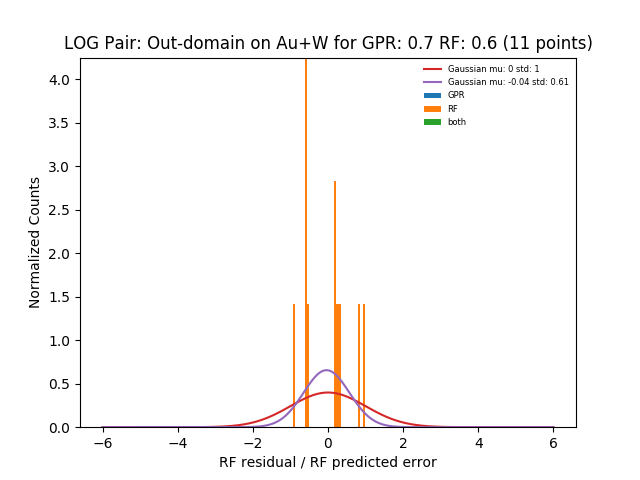 LOG Pair: Out-domain on Au+W for GPR: 0.7 RF: 0.6 (11 points)
Gaussian mu: 0 std: 1
Gaussian mu: -0.04 std: 0.61
GPR
RF
both
4.0
3.5
3.0
2.5
2.0
1.5
1.0
0.5
0.0
Normalized Counts
−6 −4 −2 0 2 4 6
RF residual / RF predicted error